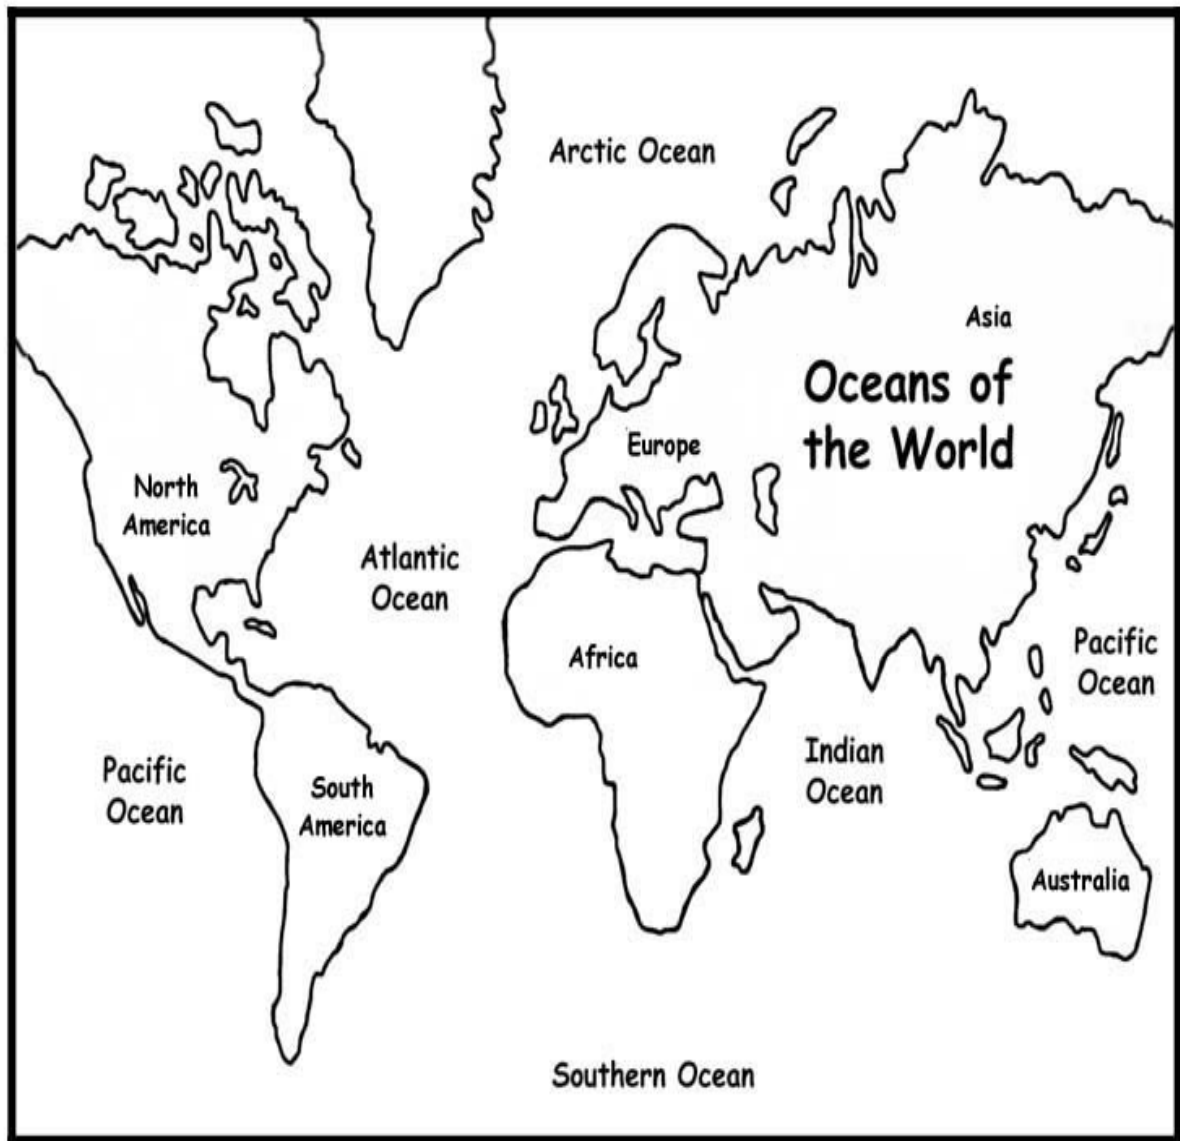 Arctic Ocean
Asia
Oceans of
the World
Europe
North
America
Atlantic
Ocean
Africa
Pacific
Ocean
Indian
Ocean
Pacific
Ocean
South
America
Australia
Southern Ocean